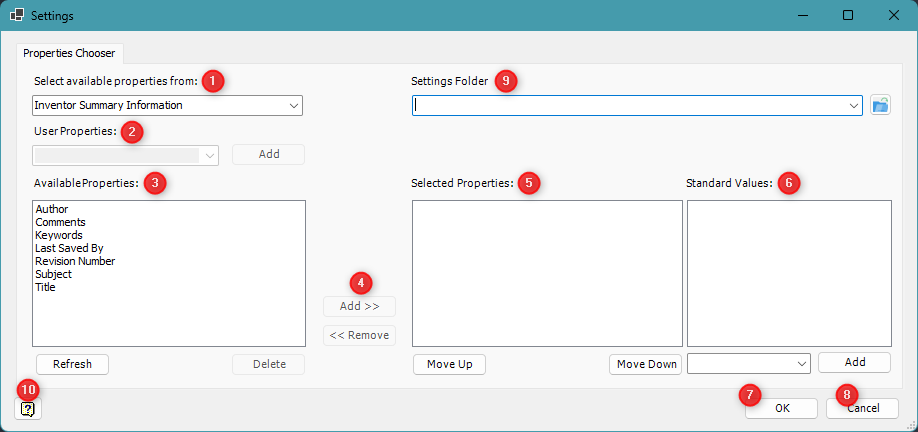 Settings
Properties Chooser
Select available properties from: 1
Settings Folder 9
Inventor Summary Information
User Properties: 2
Add
Available Properties: 3
Selected Properties: 5
Standard Values: 6
Author
Comments
Keywords
Last Saved By
Revision Number
Subject
Title
4
Add >>
<< Remove
Refresh
Delete
Move Up
Move Down
Add
10
?
7
OK
8
Cancel